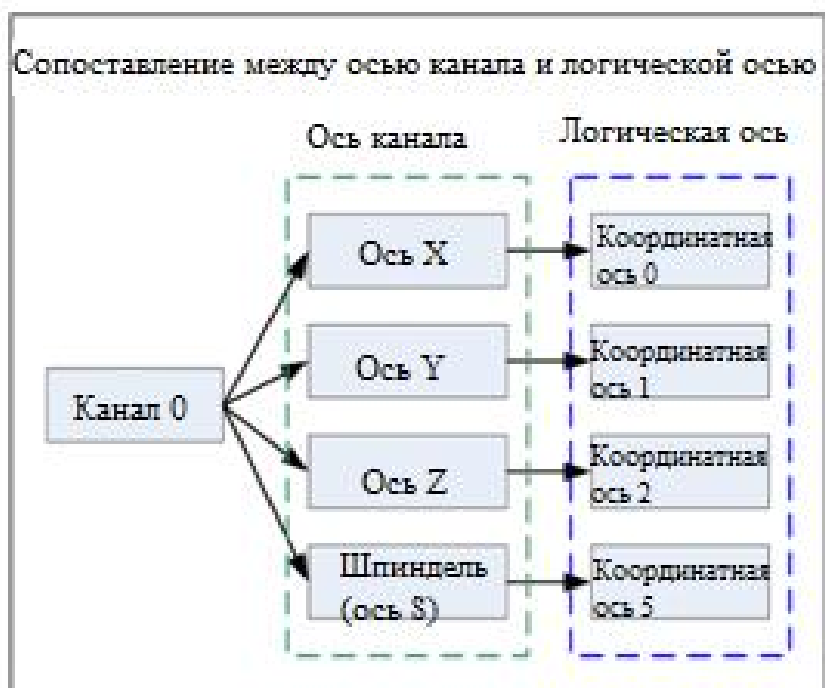 Сопоставление между осью канала и логической осью
Ось канала
Логическая ось
Канал 0
Ось X
Координатная
ось 0
Ось Y
Координатная
ось 1
Ось Z
Координатная
ось 2
Шпиндель
(ось S)
Координатная
ось 5